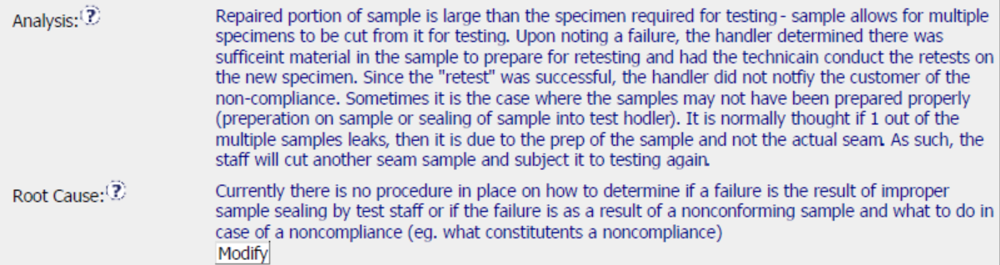 Analysis: ? Repaired portion of sample is large than the specimen required for testing - sample allows for multiple
specimens to be cut from it for testing. Upon noting a failure, the handler determined there was
sufficeint material in the sample to prepare for retesting and had the technicain conduct the retests on
the new specimen. Since the "retest" was successful, the handler did not notfiy the customer of the
non-compliance. Sometimes it is the case where the samples may not have been prepared properly
(preperation on sample or sealing of sample into test hodler). It is normally thought if 1 out of the
multiple samples leaks, then it is due to the prep of the sample and not the actual seam. As such, the
staff will cut another seam sample and subject it to testing again.
Root Cause: ? Currently there is no procedure in place on how to determine if a failure is the result of improper
sample sealing by test staff or if the failure is as a result of a nonconforming sample and what to do in
case of a noncompliance (eg. what constitutents a noncompliance)
Modify